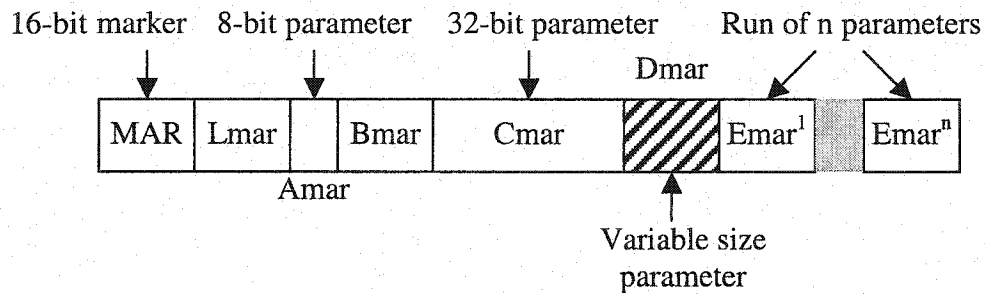 16-bit marker 8-bit parameter 32-bit parameter Run of n parameters
Dmar
MAR Lmar Bmar Cmar Emar¹ Emarⁿ
Amar
Variable size
parameter